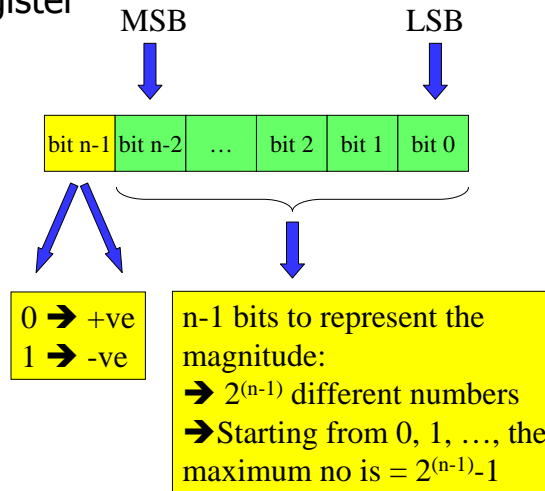 MSB LSB
bit n-1 bit n-2 … bit 2 bit 1 bit 0
0 ➔ +ve
1 ➔ -ve
n-1 bits to represent the
magnitude:
➔ 2^(n-1) different numbers
➔Starting from 0, 1, …, the
maximum no is = 2^(n-1)-1